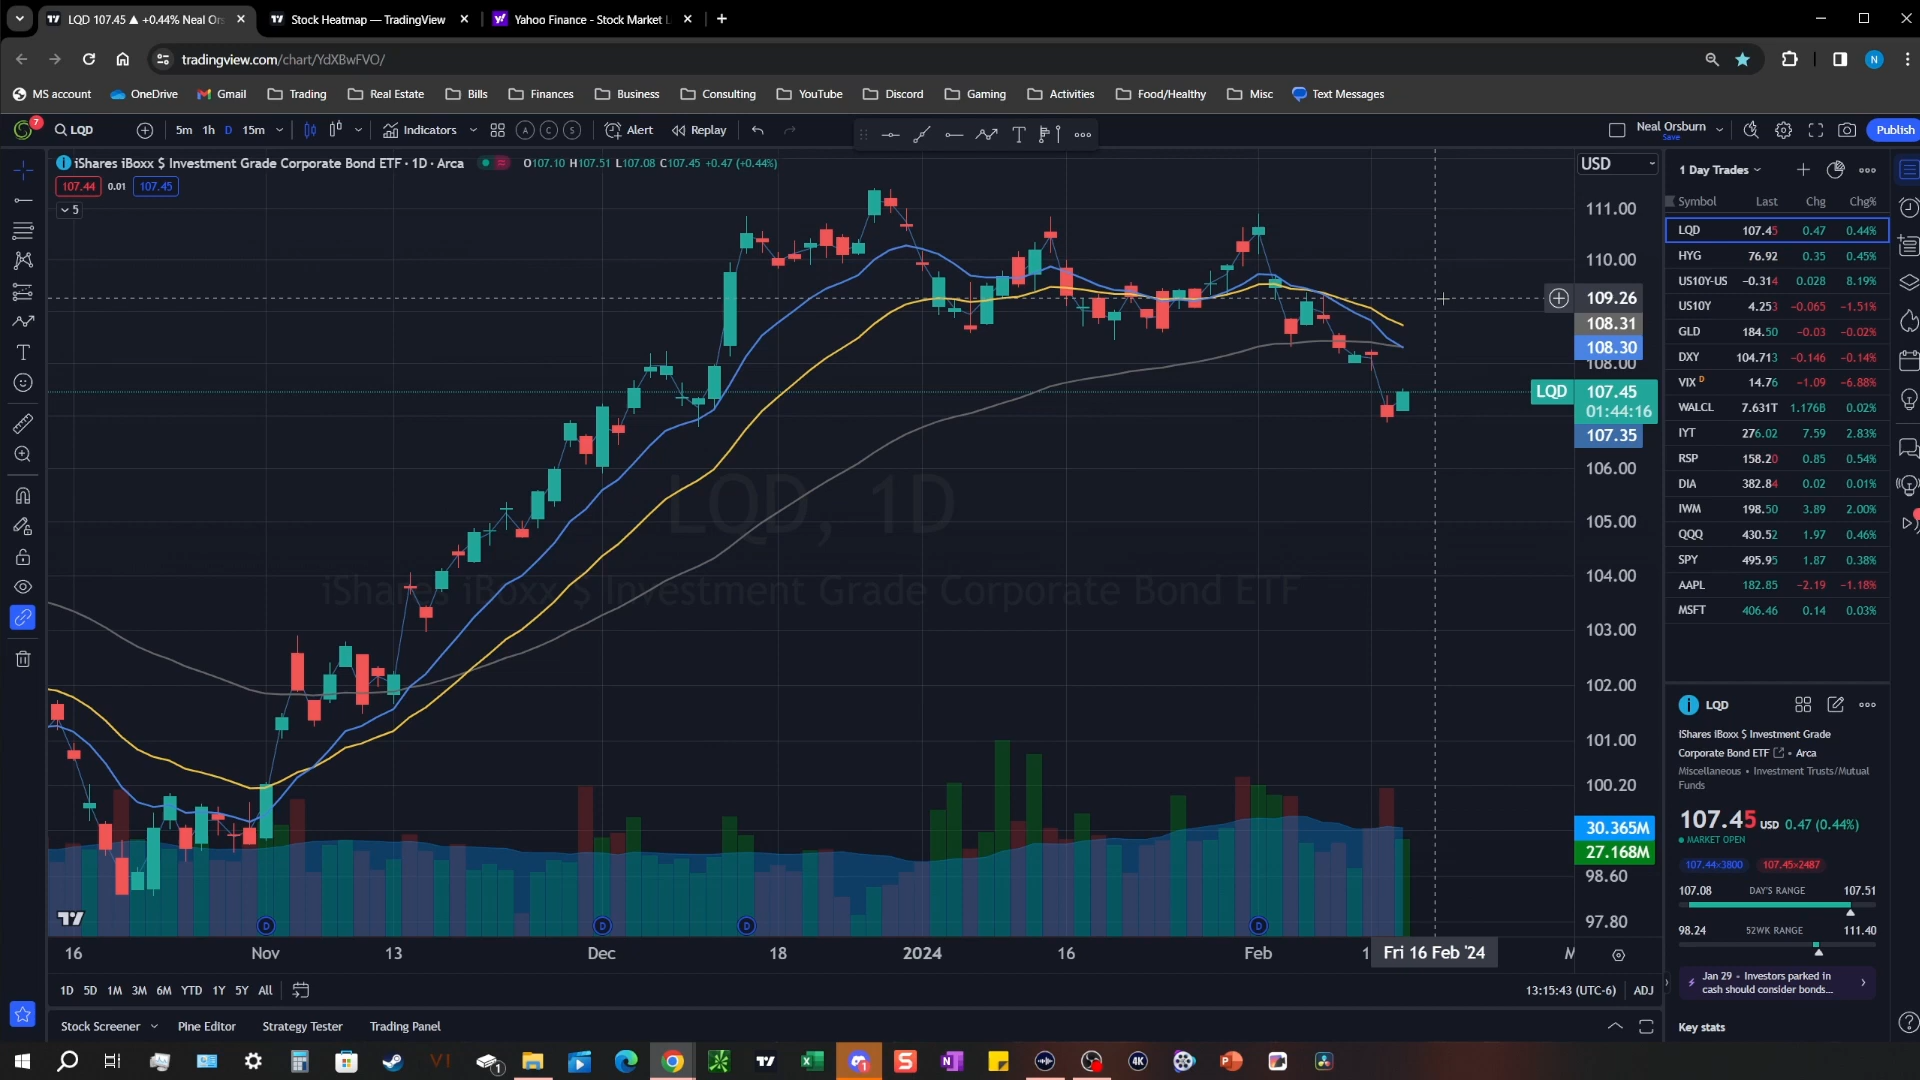 LQD 107.45 ▲ +0.44% Neal Ors
Stock Heatmap — TradingView
Yahoo Finance - Stock Market L
tradingview.com/chart/YdXBwFVO/
MS account
OneDrive
Gmail
Trading
Real Estate
Bills
Finances
Business
Consulting
YouTube
Discord
Gaming
Activities
Food/Healthy
Misc
Text Messages
7
LQD
5m 1h D 15m
Indicators
A C S
Alert
Replay
Neal Orsburn
Save
Publish
iShares iBoxx $ Investment Grade Corporate Bond ETF · 1D · Arca
O107.10 H107.51 L107.08 C107.45 +0.47 (+0.44%)
107.44 0.01 107.45
5
USD
111.00
110.00
109.26
108.31
108.30
108.00
LQD 107.45
01:44:16
107.35
106.00
105.00
104.00
103.00
102.00
101.00
100.20
30.365M
27.168M
98.60
97.80
LQD, 1D
iShares iBoxx $ Investment Grade Corporate Bond ETF
D D D D
16 Nov 13 Dec 18 2024 16 Feb 1 Fri 16 Feb '24 M
1D 5D 1M 3M 6M YTD 1Y 5Y All
13:15:43 (UTC-6) ADJ
Stock Screener Pine Editor Strategy Tester Trading Panel
1 Day Trades
Symbol Last Chg Chg%
LQD 107.45 0.47 0.44%
HYG 76.92 0.35 0.45%
US10Y-US -0.314 0.028 8.19%
US10Y 4.253 -0.065 -1.51%
GLD 184.50 -0.03 -0.02%
DXY 104.713 -0.146 -0.14%
VIX D 14.76 -1.09 -6.88%
WALCL 7.631T 1.176B 0.02%
IYT 276.02 7.59 2.83%
RSP 158.20 0.85 0.54%
DIA 382.84 0.02 0.01%
IWM 198.50 3.89 2.00%
QQQ 430.52 1.97 0.46%
SPY 495.95 1.87 0.38%
AAPL 182.85 -2.19 -1.18%
MSFT 406.46 0.14 0.03%
LQD
iShares iBoxx $ Investment Grade
Corporate Bond ETF • Arca
Miscellaneous • Investment Trusts/Mutual
Funds
107.45 USD 0.47 (0.44%)
MARKET OPEN
107.44×3800 107.45×2487
107.08 DAY'S RANGE 107.51
98.24 52WK RANGE 111.40
Jan 29 • Investors parked in
cash should consider bonds...
Key stats